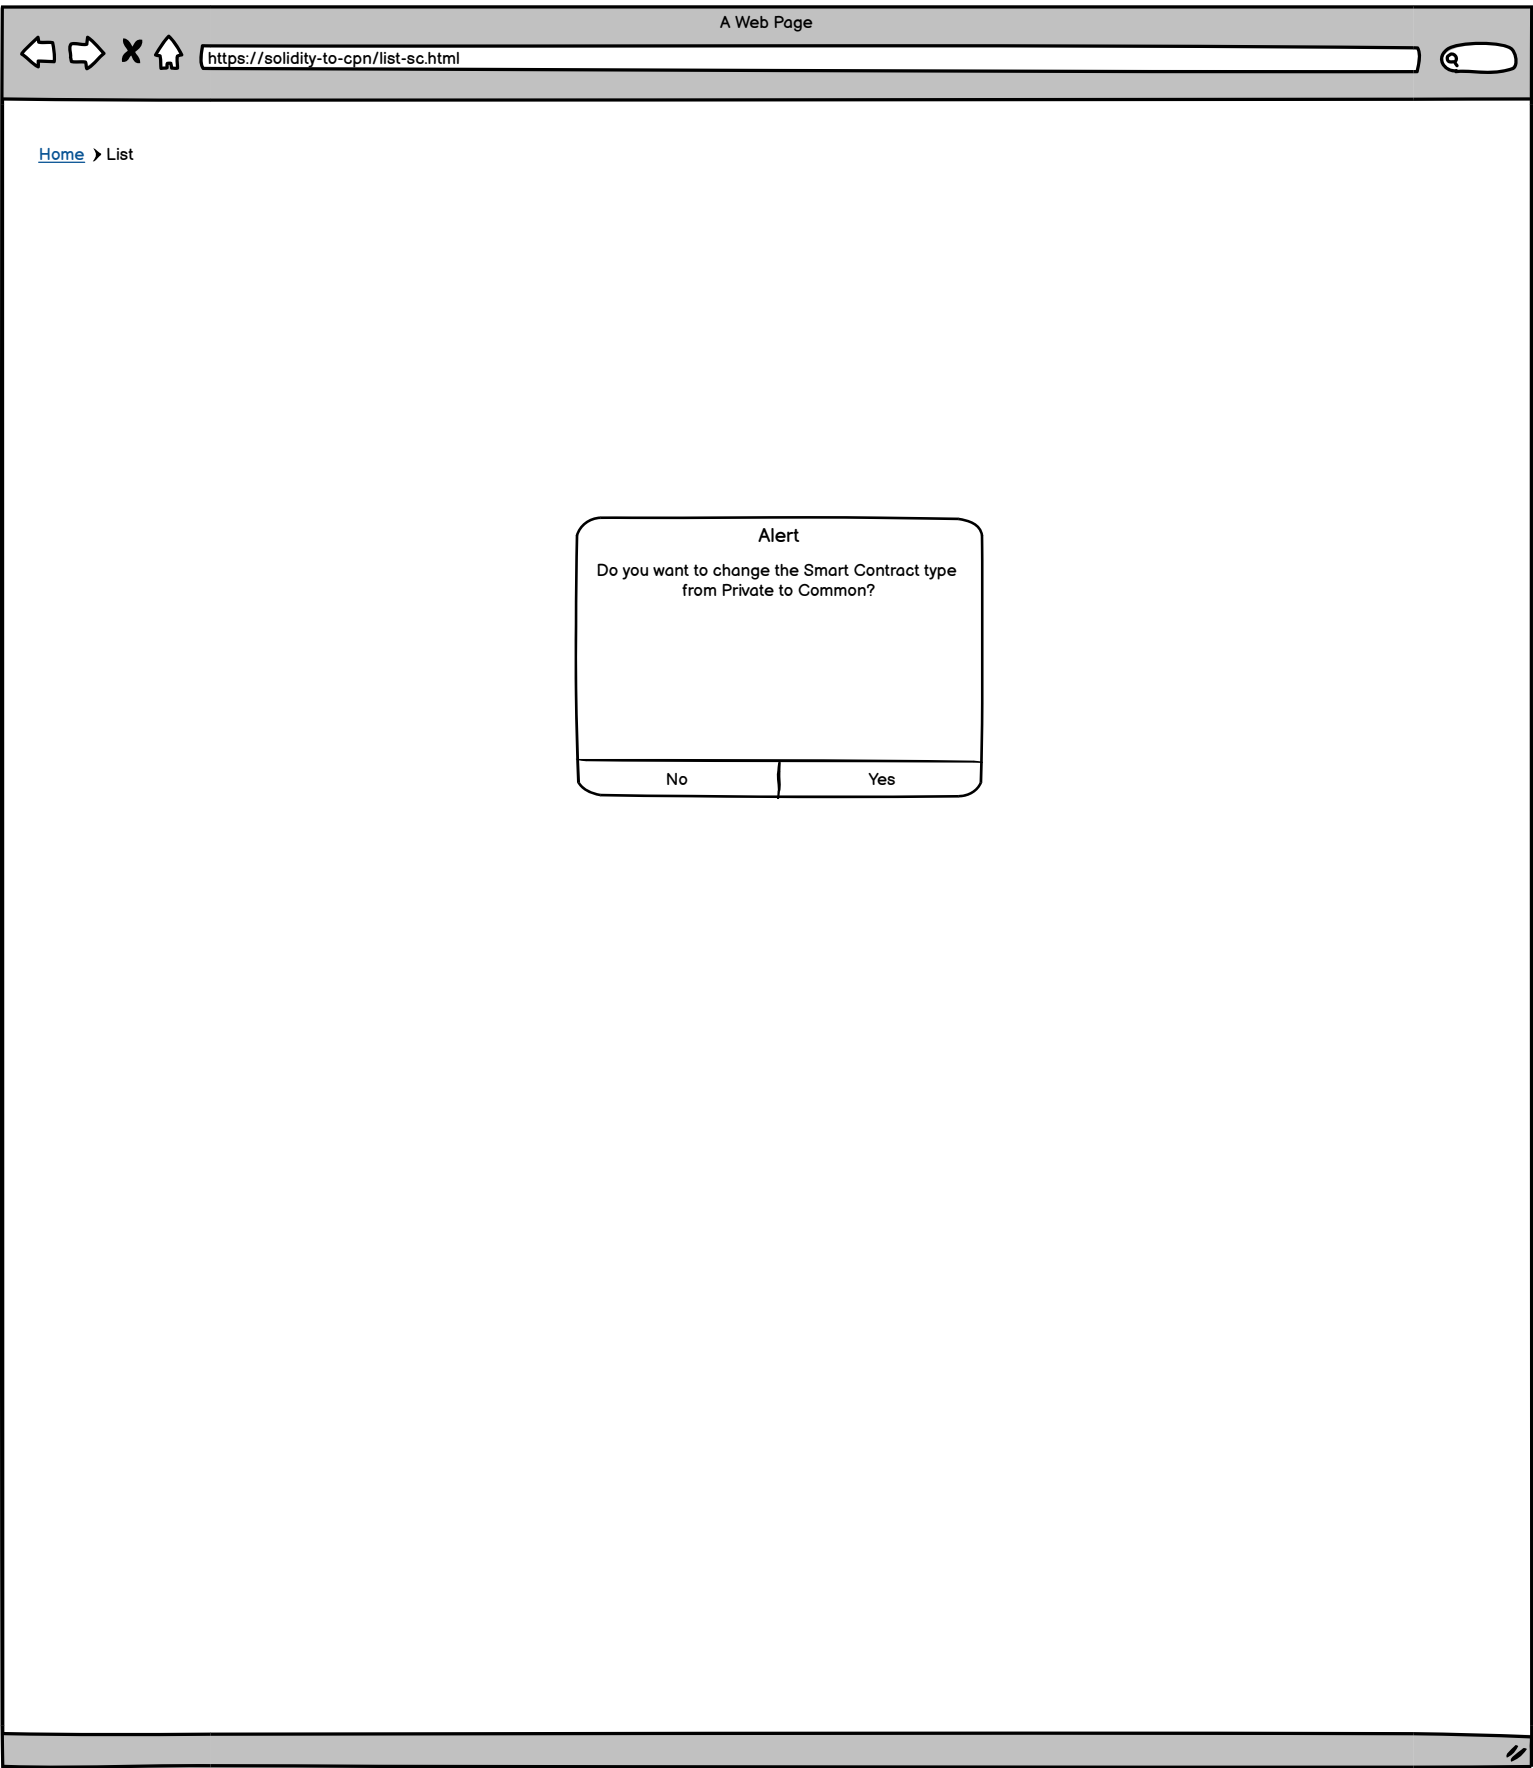 A Web Page
https://solidity-to-cpn/list-sc.html
Home List
Alert
Do you want to change the Smart Contract type
from Private to Common?
No Yes